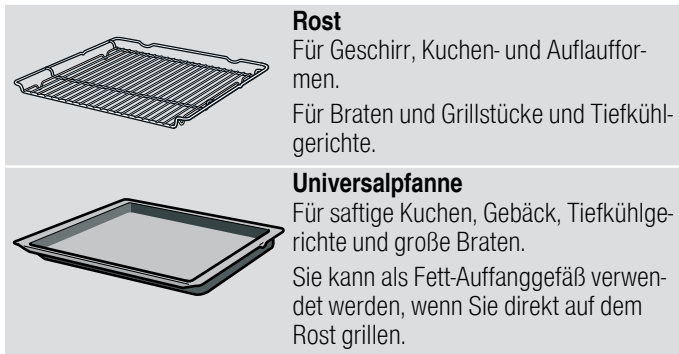 Rost
Für Geschirr, Kuchen- und Auflauffor-
men.
Für Braten und Grillstücke und Tiefkühl-
gerichte.
Universalpfanne
Für saftige Kuchen, Gebäck, Tiefkühlge-
richte und große Braten.
Sie kann als Fett-Auffanggefäß verwen-
det werden, wenn Sie direkt auf dem
Rost grillen.